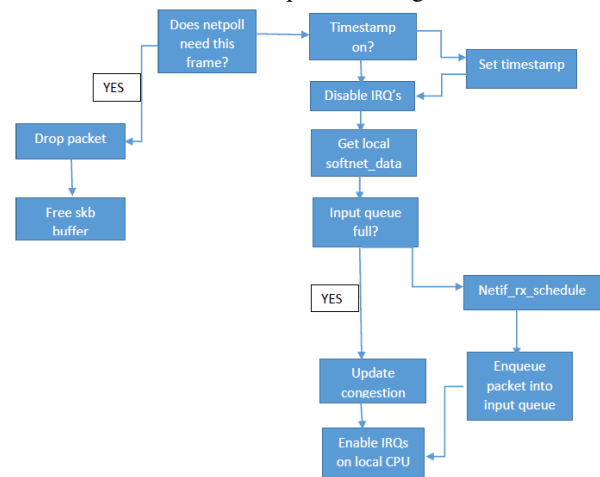 Does netpoll
need this
frame?
Timestamp
on?
Set timestamp
YES
Disable IRQ's
Drop packet
Get local
softnet_data
Free skb
buffer
Input queue
full?
YES
Netif_rx_schedule
Update
congestion
Enqueue
packet into
input queue
Enable IRQs
on local CPU